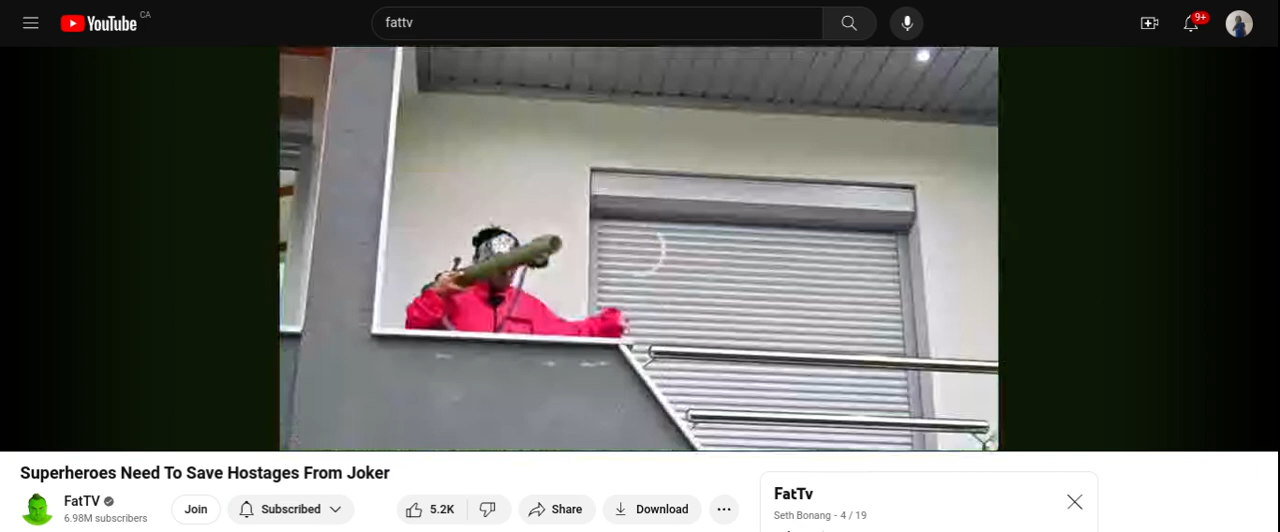 YouTube CA
fattv
9+
Superheroes Need To Save Hostages From Joker
FatTV
6.98M subscribers
Join
Subscribed
5.2K
Share
Download
FatTv
Seth Bonang - 4 / 19